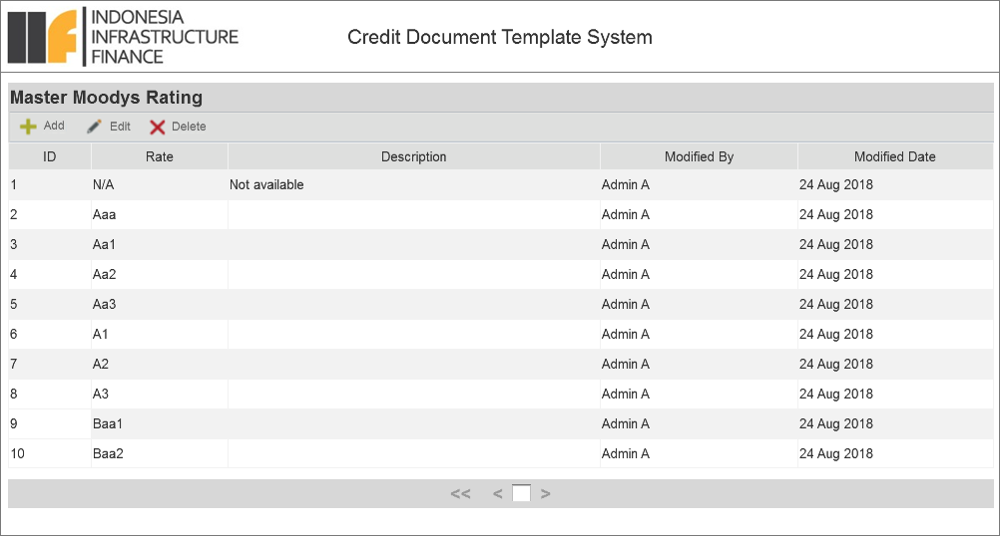 INDONESIA
INFRASTRUCTURE
FINANCE
Credit Document Template System
Master Moodys Rating
Add Edit Delete
ID Rate Description Modified By Modified Date
1 N/A Not available Admin A 24 Aug 2018
2 Aaa Admin A 24 Aug 2018
3 Aa1 Admin A 24 Aug 2018
4 Aa2 Admin A 24 Aug 2018
5 Aa3 Admin A 24 Aug 2018
6 A1 Admin A 24 Aug 2018
7 A2 Admin A 24 Aug 2018
8 A3 Admin A 24 Aug 2018
9 Baa1 Admin A 24 Aug 2018
10 Baa2 Admin A 24 Aug 2018
<< < >